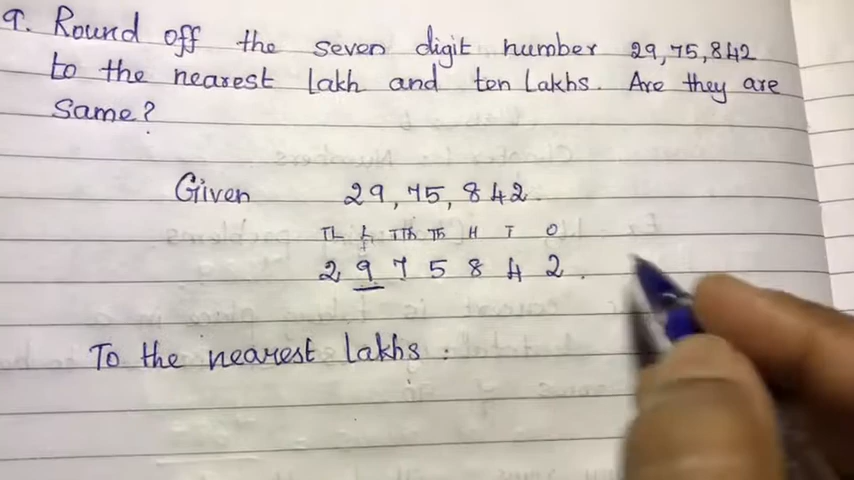 9. Round off the seven digit number 29,75,842
to the nearest lakh and ten Lakhs. Are they are
same?
Given 29,75,842.
TL L TTh Th H T O
2 9 7 5 8 4 2.
To the nearest lakhs :